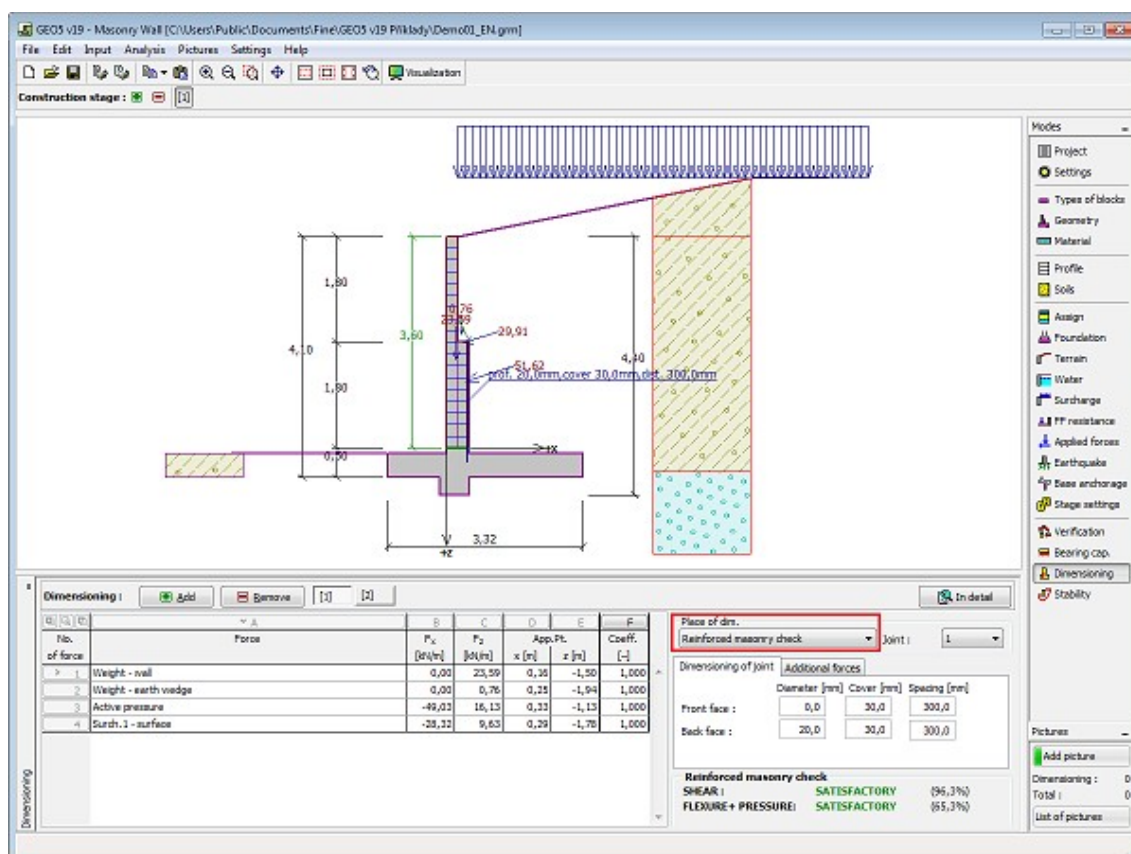 GEO5 v19 - Masonry Wall [C:\Users\Public\Documents\Fine\GEO5 v19 Příklady\Demo01_EN.grm]
File Edit Input Analysis Pictures Settings Help
Visualization
Construction stage : [1]
1,80
0,76
3,60
29,91
4,10
51,62
4,40
prof. 20,0mm,cover 30,0mm,dist. 300,0mm
1,80
+x
0,50
3,32
+z
Modes
Project
Settings
Types of blocks
Geometry
Material
Profile
Soils
Assign
Foundation
Terrain
Water
Surcharge
FF resistance
Applied forces
Earthquake
Base anchorage
Stage settings
Verification
Bearing cap.
Dimensioning
Stability
Pictures
Add picture
Dimensioning : 0
Total : 0
List of pictures
Dimensioning
Dimensioning : Add Remove [1] [2] In detail
A B C D E F
No. Force Fx Fz App.Pt. Coeff.
of force [kN/m] [kN/m] x [m] z [m] [-]
1 Weight - wall 0,00 23,59 0,16 -1,50 1,000
2 Weight - earth wedge 0,00 0,76 0,25 -1,94 1,000
3 Active pressure -49,03 16,13 0,33 -1,13 1,000
4 Surch.1 - surface -28,32 9,63 0,29 -1,78 1,000
Place of dim.
Reinforced masonry check Joint : 1
Dimensioning of joint Additional forces
Diameter [mm] Cover [mm] Spacing [mm]
Front face : 0,0 30,0 300,0
Back face : 20,0 30,0 300,0
Reinforced masonry check
SHEAR : SATISFACTORY (96,3%)
FLEXURE+ PRESSURE: SATISFACTORY (65,3%)